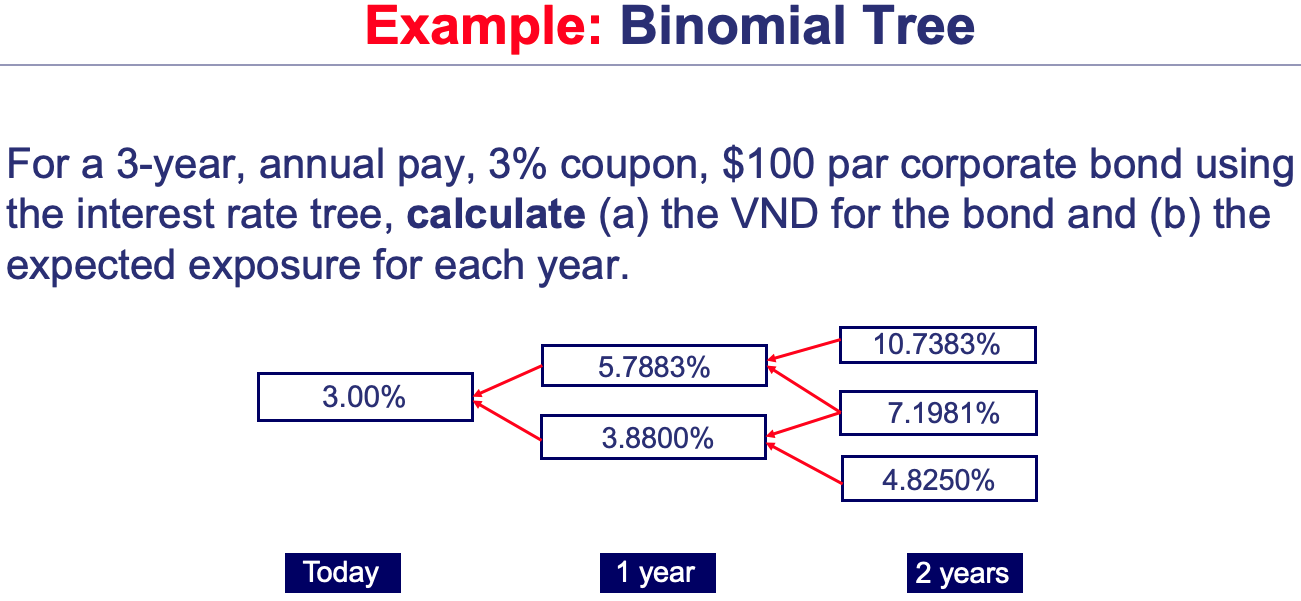 Example: Binomial Tree
For a 3-year, annual pay, 3% coupon, $100 par corporate bond using
the interest rate tree, calculate (a) the VND for the bond and (b) the
expected exposure for each year.
10.7383%
5.7883%
3.00%
7.1981%
3.8800%
4.8250%
Today
1 year
2 years